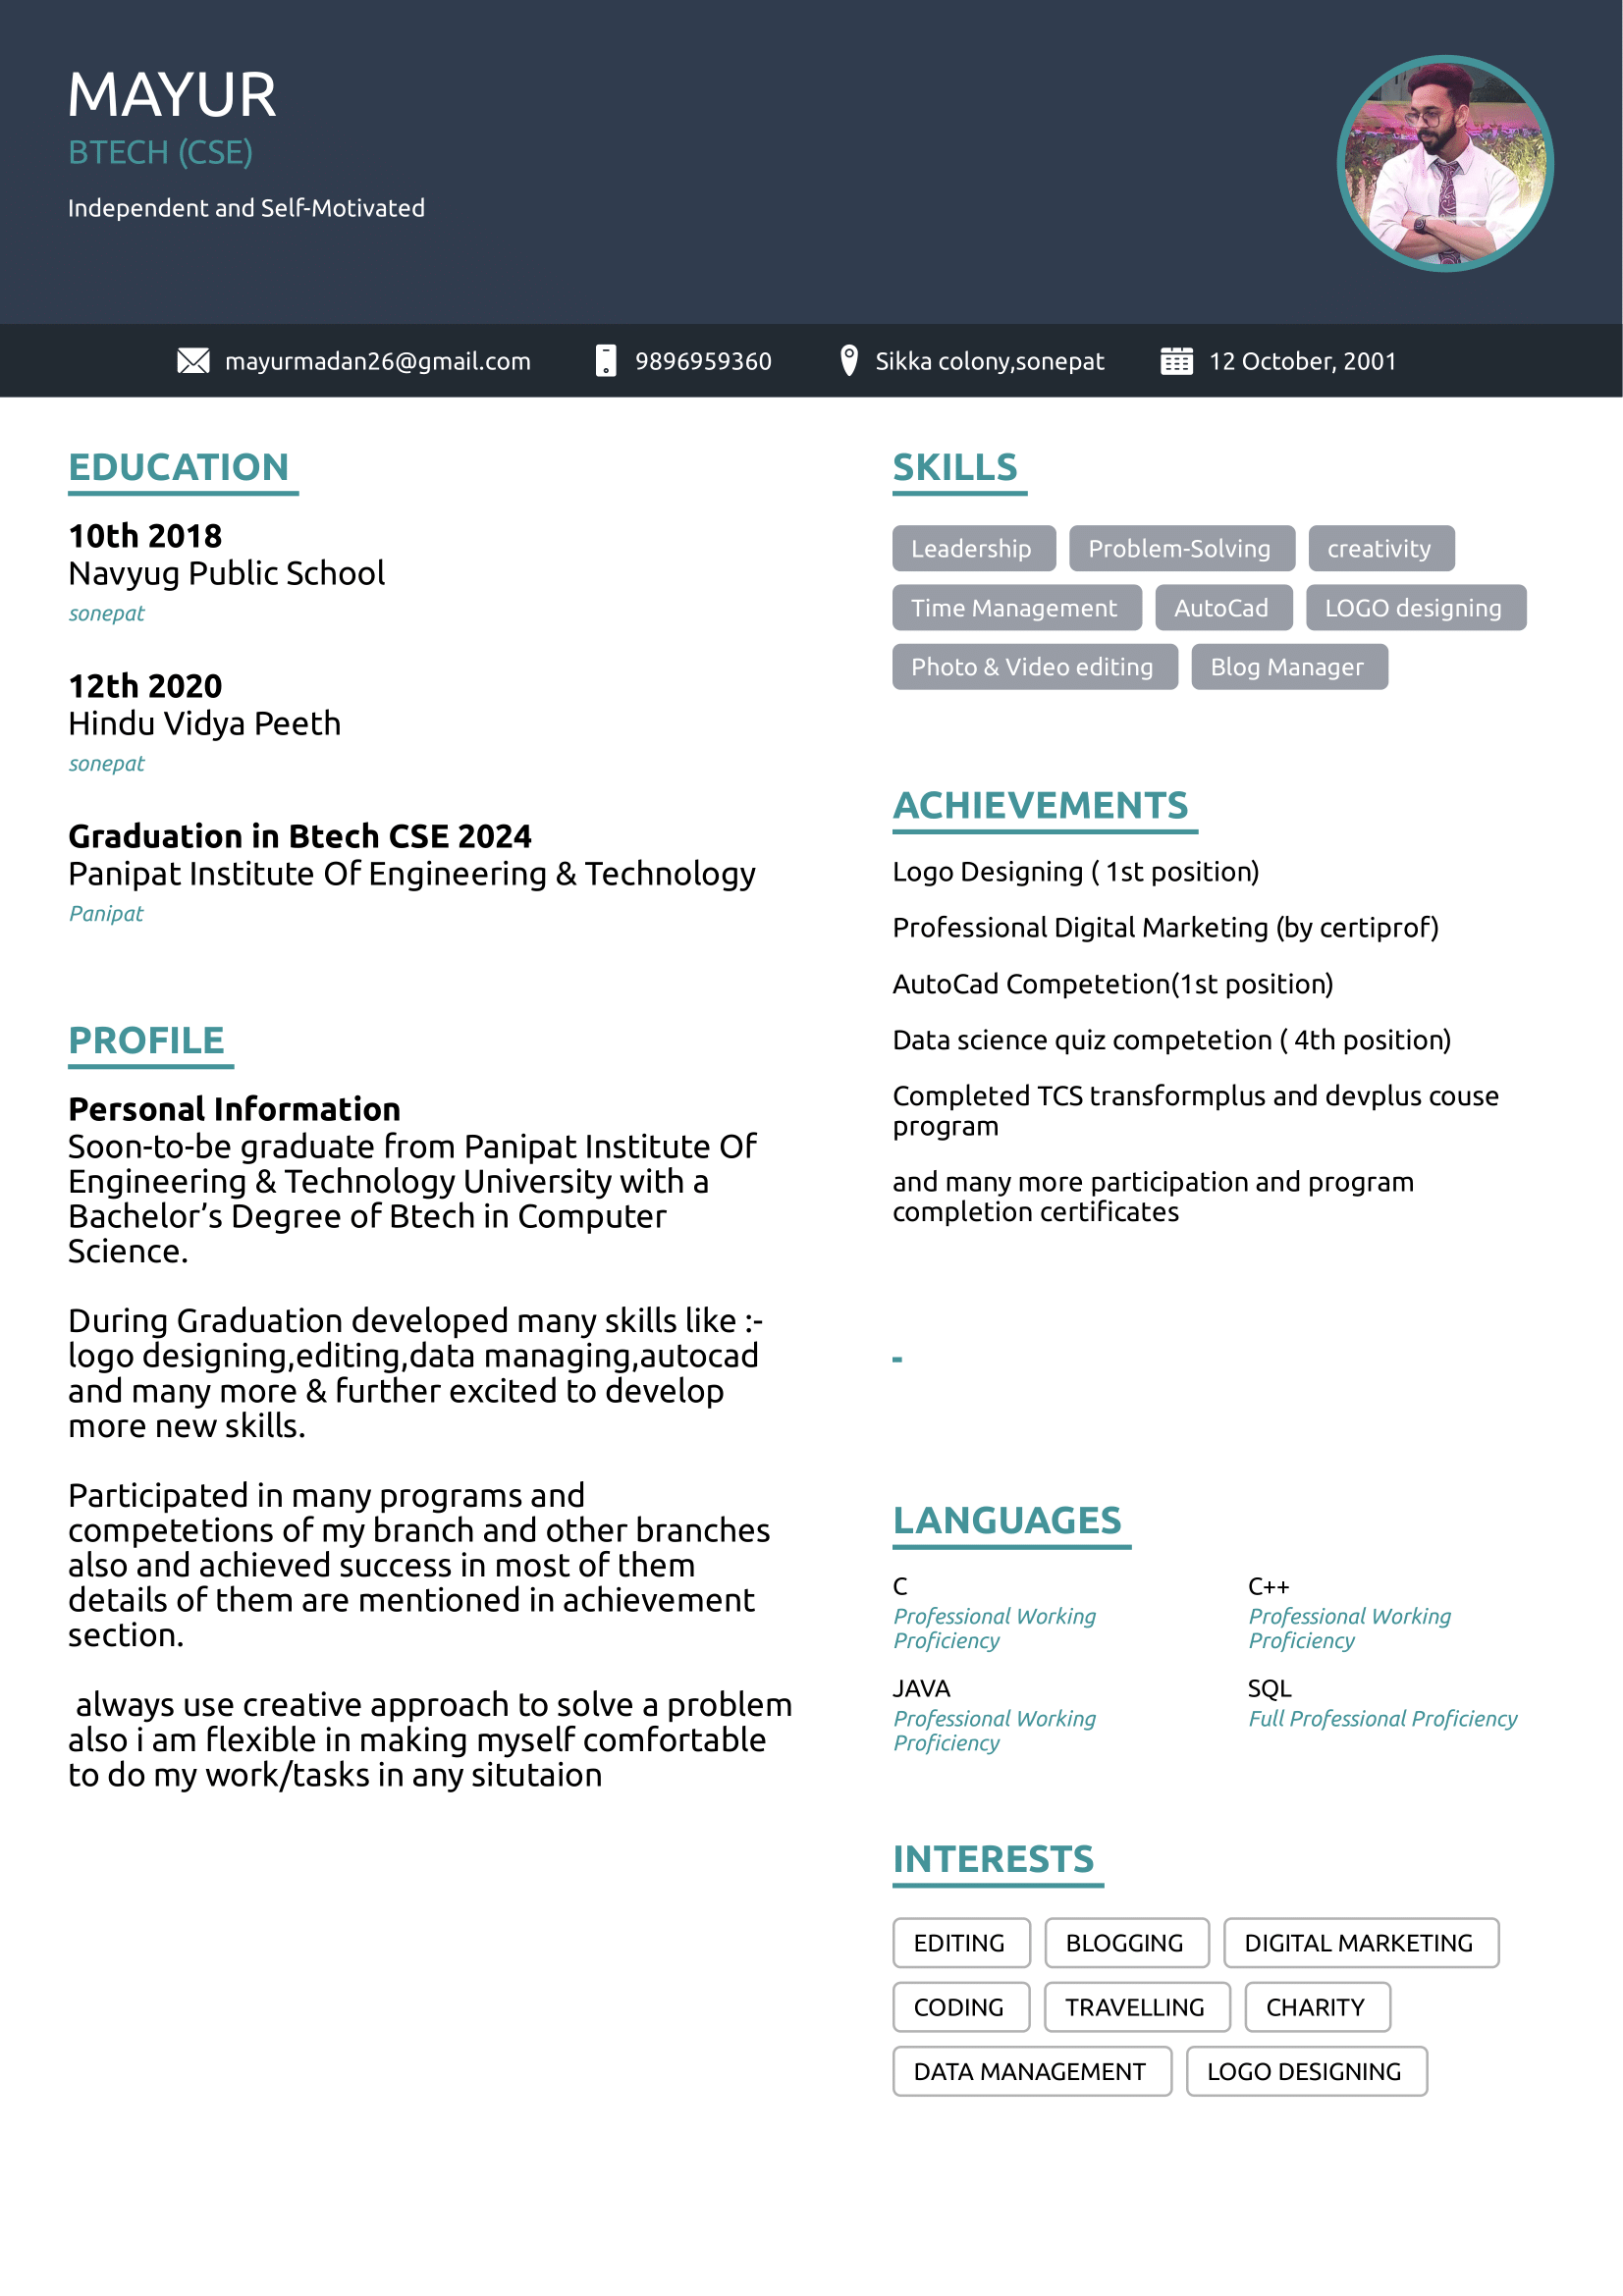 MAYUR
BTECH (CSE)
Independent and Self-Motivated
mayurmadan26@gmail.com 9896959360 Sikka colony,sonepat 12 October, 2001
EDUCATION
10th 2018
Navyug Public School
sonepat
12th 2020
Hindu Vidya Peeth
sonepat
Graduation in Btech CSE 2024
Panipat Institute Of Engineering & Technology
Panipat
PROFILE
Personal Information
Soon-to-be graduate from Panipat Institute Of
Engineering & Technology University with a
Bachelor’s Degree of Btech in Computer
Science.
During Graduation developed many skills like :-
logo designing,editing,data managing,autocad
and many more & further excited to develop
more new skills.
Participated in many programs and
competetions of my branch and other branches
also and achieved success in most of them
details of them are mentioned in achievement
section.
always use creative approach to solve a problem
also i am flexible in making myself comfortable
to do my work/tasks in any situtaion
SKILLS
Leadership Problem-Solving creativity
Time Management AutoCad LOGO designing
Photo & Video editing Blog Manager
ACHIEVEMENTS
Logo Designing ( 1st position)
Professional Digital Marketing (by certiprof)
AutoCad Competetion(1st position)
Data science quiz competetion ( 4th position)
Completed TCS transformplus and devplus couse
program
and many more participation and program
completion certificates
LANGUAGES
C
Professional Working
Proficiency
C++
Professional Working
Proficiency
JAVA
Professional Working
Proficiency
SQL
Full Professional Proficiency
INTERESTS
EDITING BLOGGING DIGITAL MARKETING
CODING TRAVELLING CHARITY
DATA MANAGEMENT LOGO DESIGNING